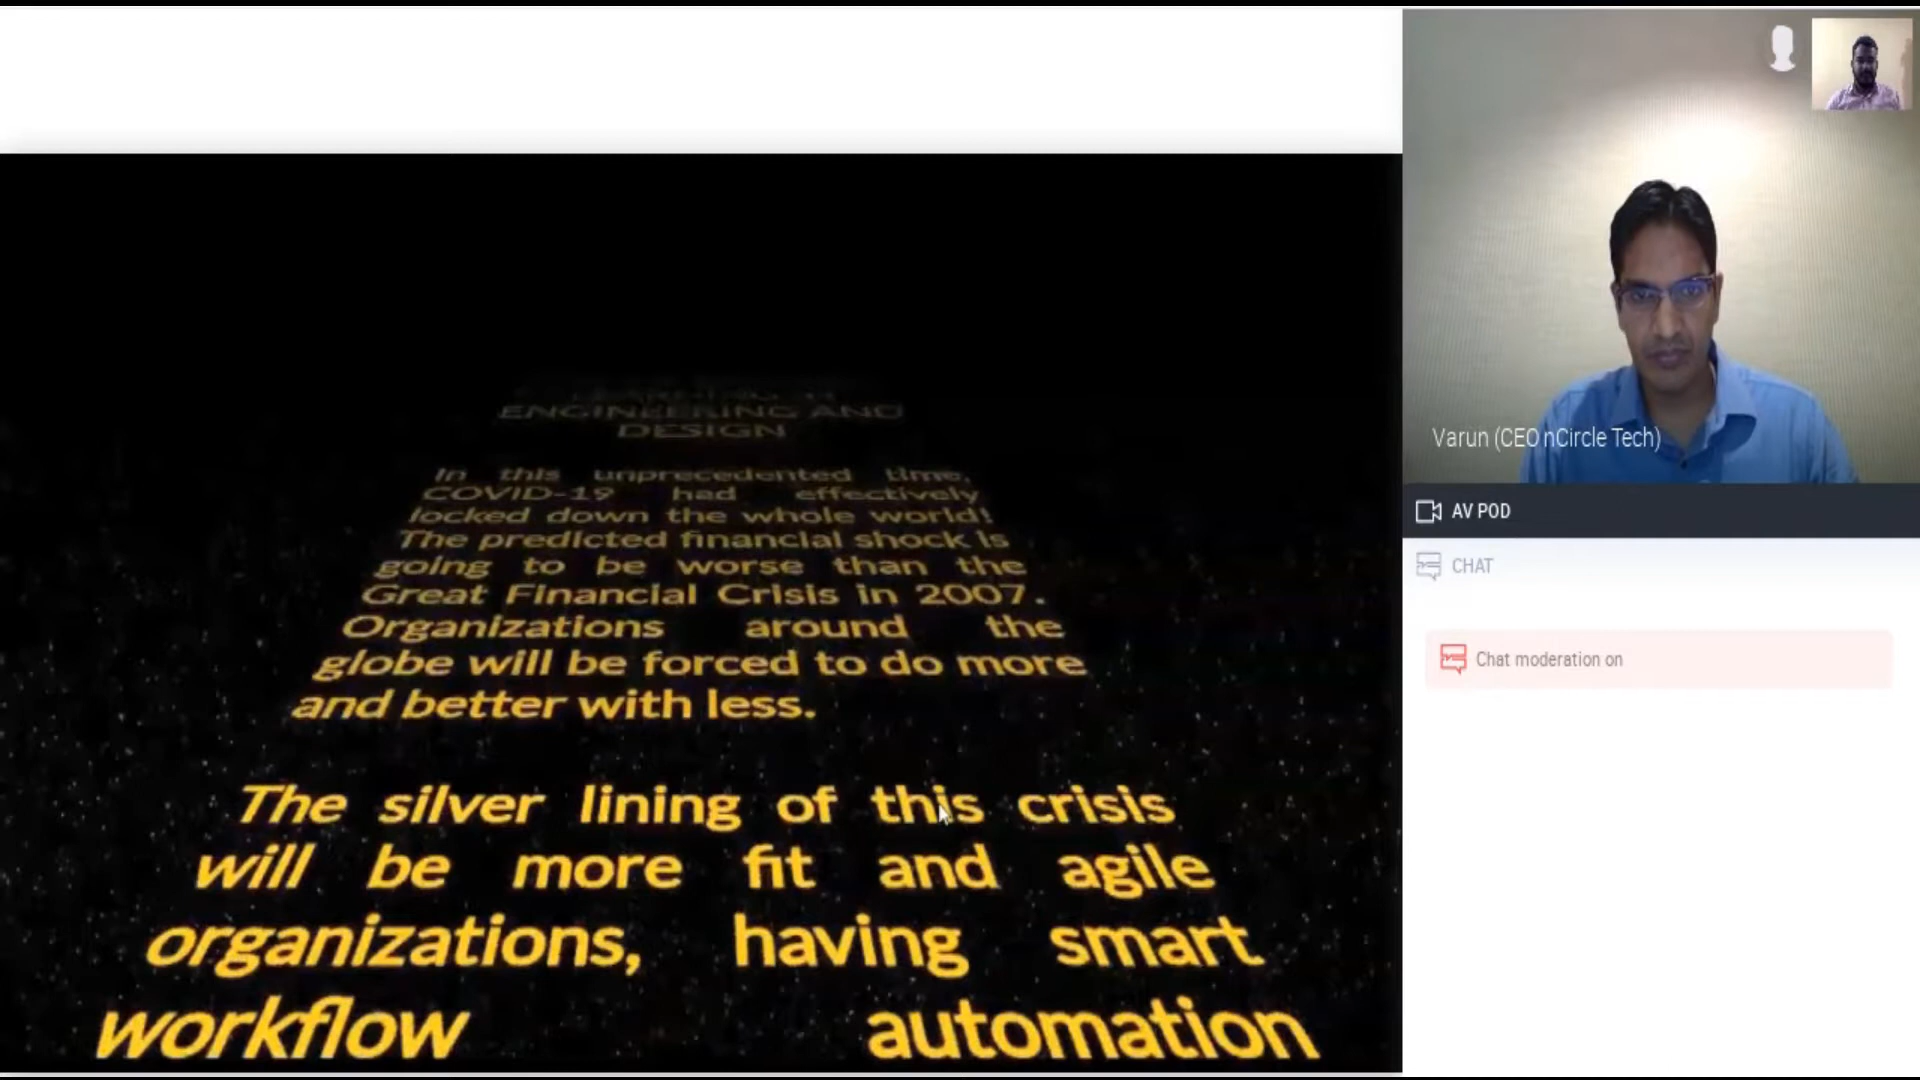 ENGINEERING AND
DESIGN
In this unprecedented time,
COVID-19 had effectively
locked down the whole world!
The predicted financial shock is
going to be worse than the
Great Financial Crisis in 2007.
Organizations around the
globe will be forced to do more
and better with less.
The silver lining of this crisis
will be more fit and agile
organizations, having smart
workflow automation
Varun (CEO nCircle Tech)
AV POD
CHAT
Chat moderation on